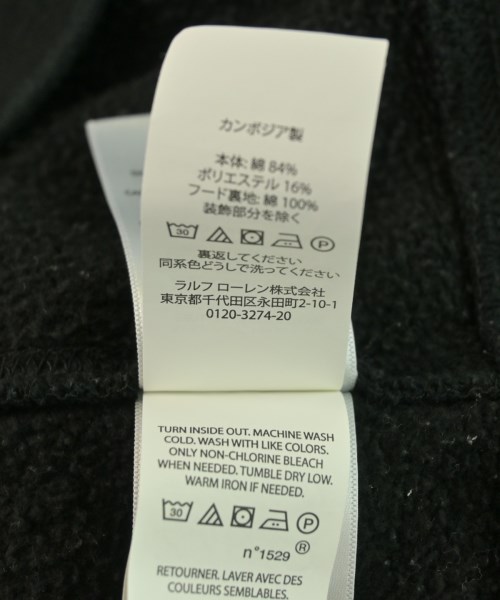 カンボジア製
本体: 綿 84%
ポリエステル 16%
フード裏地: 綿 100%
装飾部分を除く
30 P
裏返してください
同系色どうしで洗ってください
ラルフ ローレン株式会社
東京都千代田区永田町2-10-1
0120-3274-20
TURN INSIDE OUT. MACHINE WASH
COLD. WASH WITH LIKE COLORS.
ONLY NON-CHLORINE BLEACH
WHEN NEEDED. TUMBLE DRY LOW.
WARM IRON IF NEEDED.
30 P
n°1529 ®
RETOURNER. LAVER AVEC DES
COULEURS SEMBLABLES.